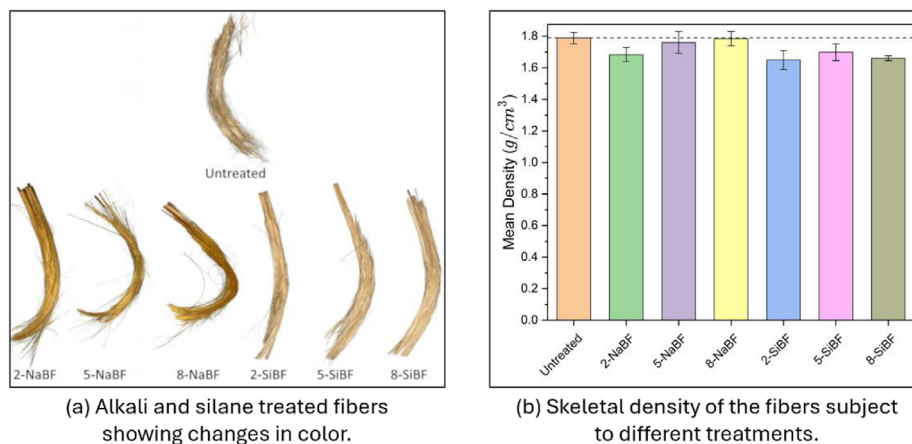 Untreated
2-NaBF 5-NaBF 8-NaBF 2-SiBF 5-SiBF 8-SiBF
(a) Alkali and silane treated fibers
showing changes in color.
Mean Density (g/cm³)
1.8
1.6
1.4
1.2
1.0
0.8
0.6
0.4
0.2
0.0
Untreated 2-NaBF 5-NaBF 8-NaBF 2-SiBF 5-SiBF 8-SiBF
(b) Skeletal density of the fibers subject
to different treatments.